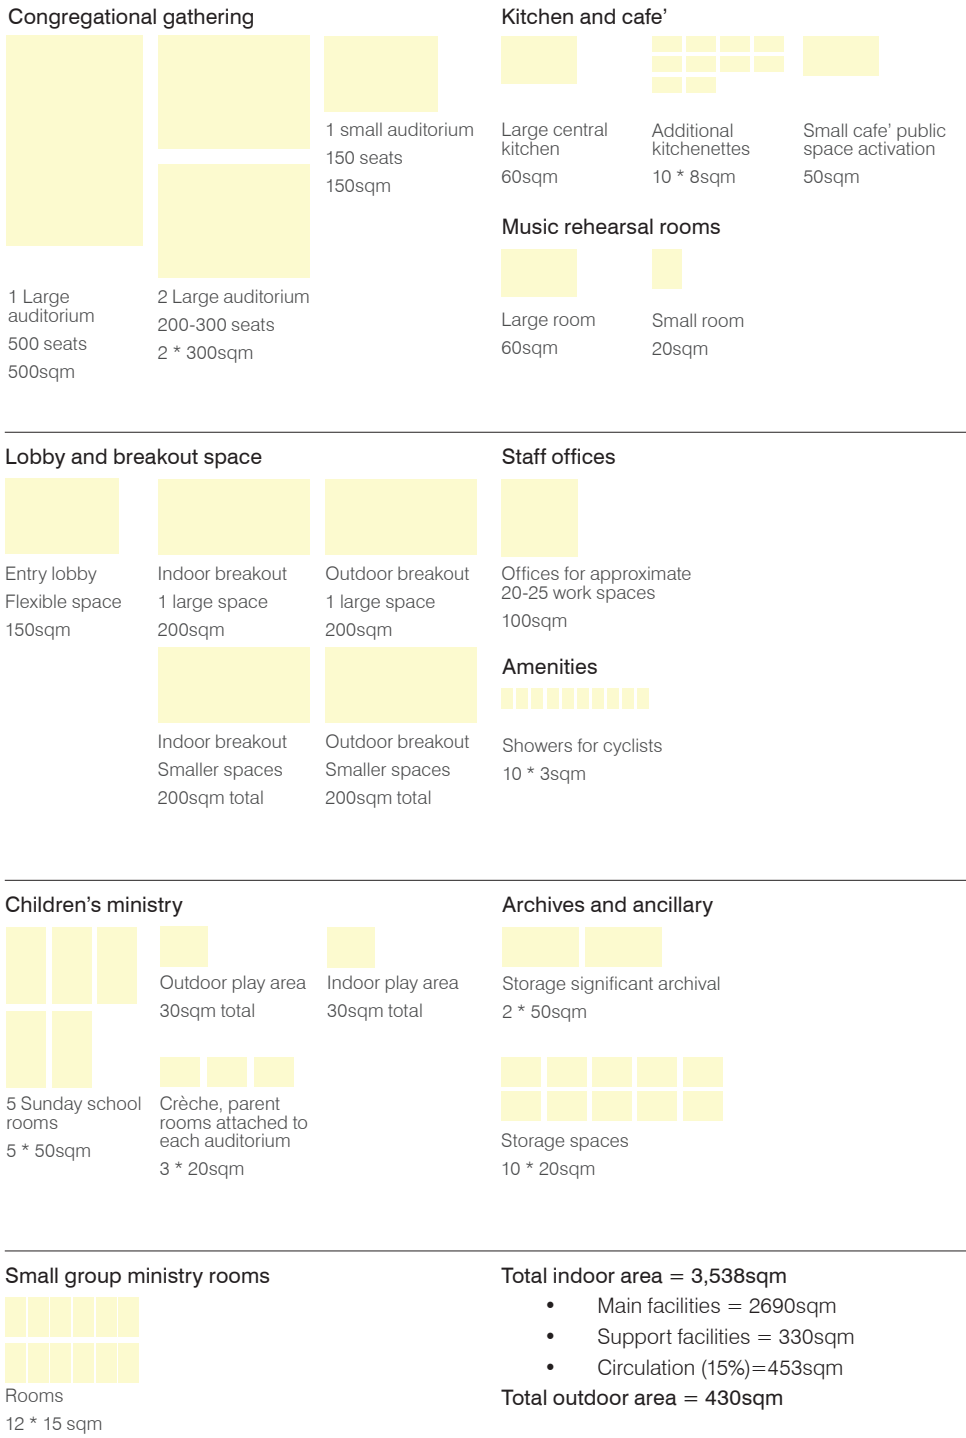 Congregational gathering
1 Large
auditorium
500 seats
500sqm
2 Large auditorium
200-300 seats
2 * 300sqm
1 small auditorium
150 seats
150sqm
Kitchen and cafe’
Large central
kitchen
60sqm
Additional
kitchenettes
10 * 8sqm
Small cafe’ public
space activation
50sqm
Music rehearsal rooms
Large room
60sqm
Small room
20sqm
Lobby and breakout space
Entry lobby
Flexible space
150sqm
Indoor breakout
1 large space
200sqm
Outdoor breakout
1 large space
200sqm
Indoor breakout
Smaller spaces
200sqm total
Outdoor breakout
Smaller spaces
200sqm total
Staff offices
Offices for approximate
20-25 work spaces
100sqm
Amenities
Showers for cyclists
10 * 3sqm
Children’s ministry
5 Sunday school
rooms
5 * 50sqm
Outdoor play area
30sqm total
Indoor play area
30sqm total
Crèche, parent
rooms attached to
each auditorium
3 * 20sqm
Archives and ancillary
Storage significant archival
2 * 50sqm
Storage spaces
10 * 20sqm
Small group ministry rooms
Rooms
12 * 15 sqm
Total indoor area = 3,538sqm
• Main facilities = 2690sqm
• Support facilities = 330sqm
• Circulation (15%)=453sqm
Total outdoor area = 430sqm